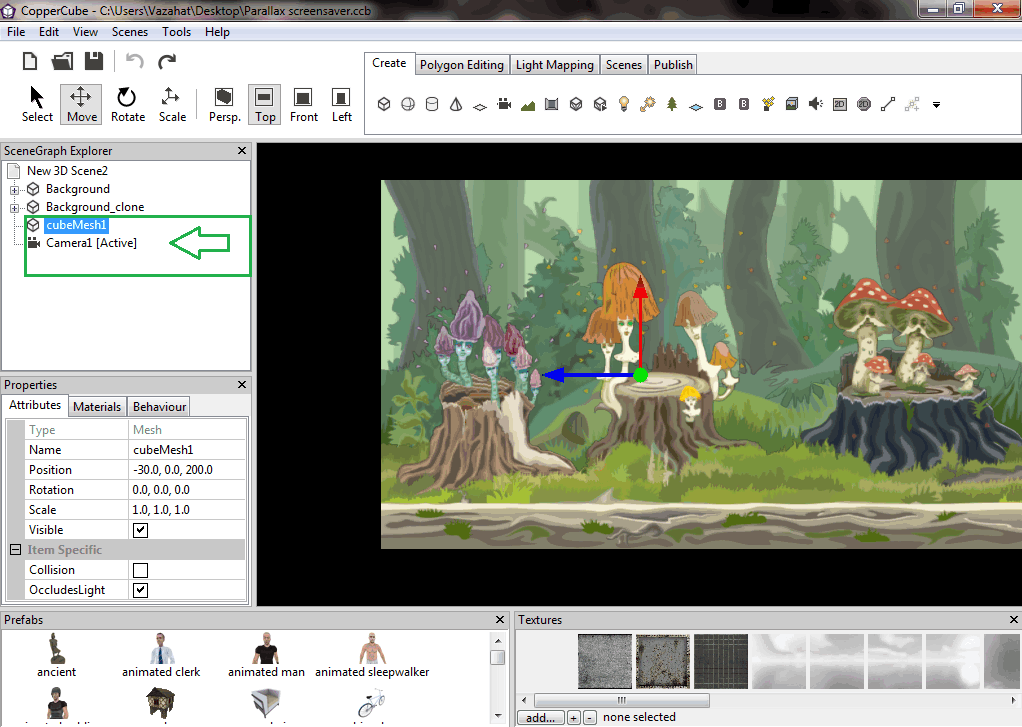 CopperCube - C:\Users\Vazahat\Desktop\Parallax screensaver.ccb
File Edit View Scenes Tools Help
Create Polygon Editing Light Mapping Scenes Publish
Select Move Rotate Scale Persp. Top Front Left
B B 2D 2D
SceneGraph Explorer
New 3D Scene2
Background
Background_clone
cubeMesh1
Camera1 [Active]
Properties
Attributes Materials Behaviour
Type Mesh
Name cubeMesh1
Position -30.0, 0.0, 200.0
Rotation 0.0, 0.0, 0.0
Scale 1.0, 1.0, 1.0
Visible
Item Specific
Collision
OccludesLight
Prefabs
ancient animated clerk animated man animated sleepwalker
Textures
add... + - none selected